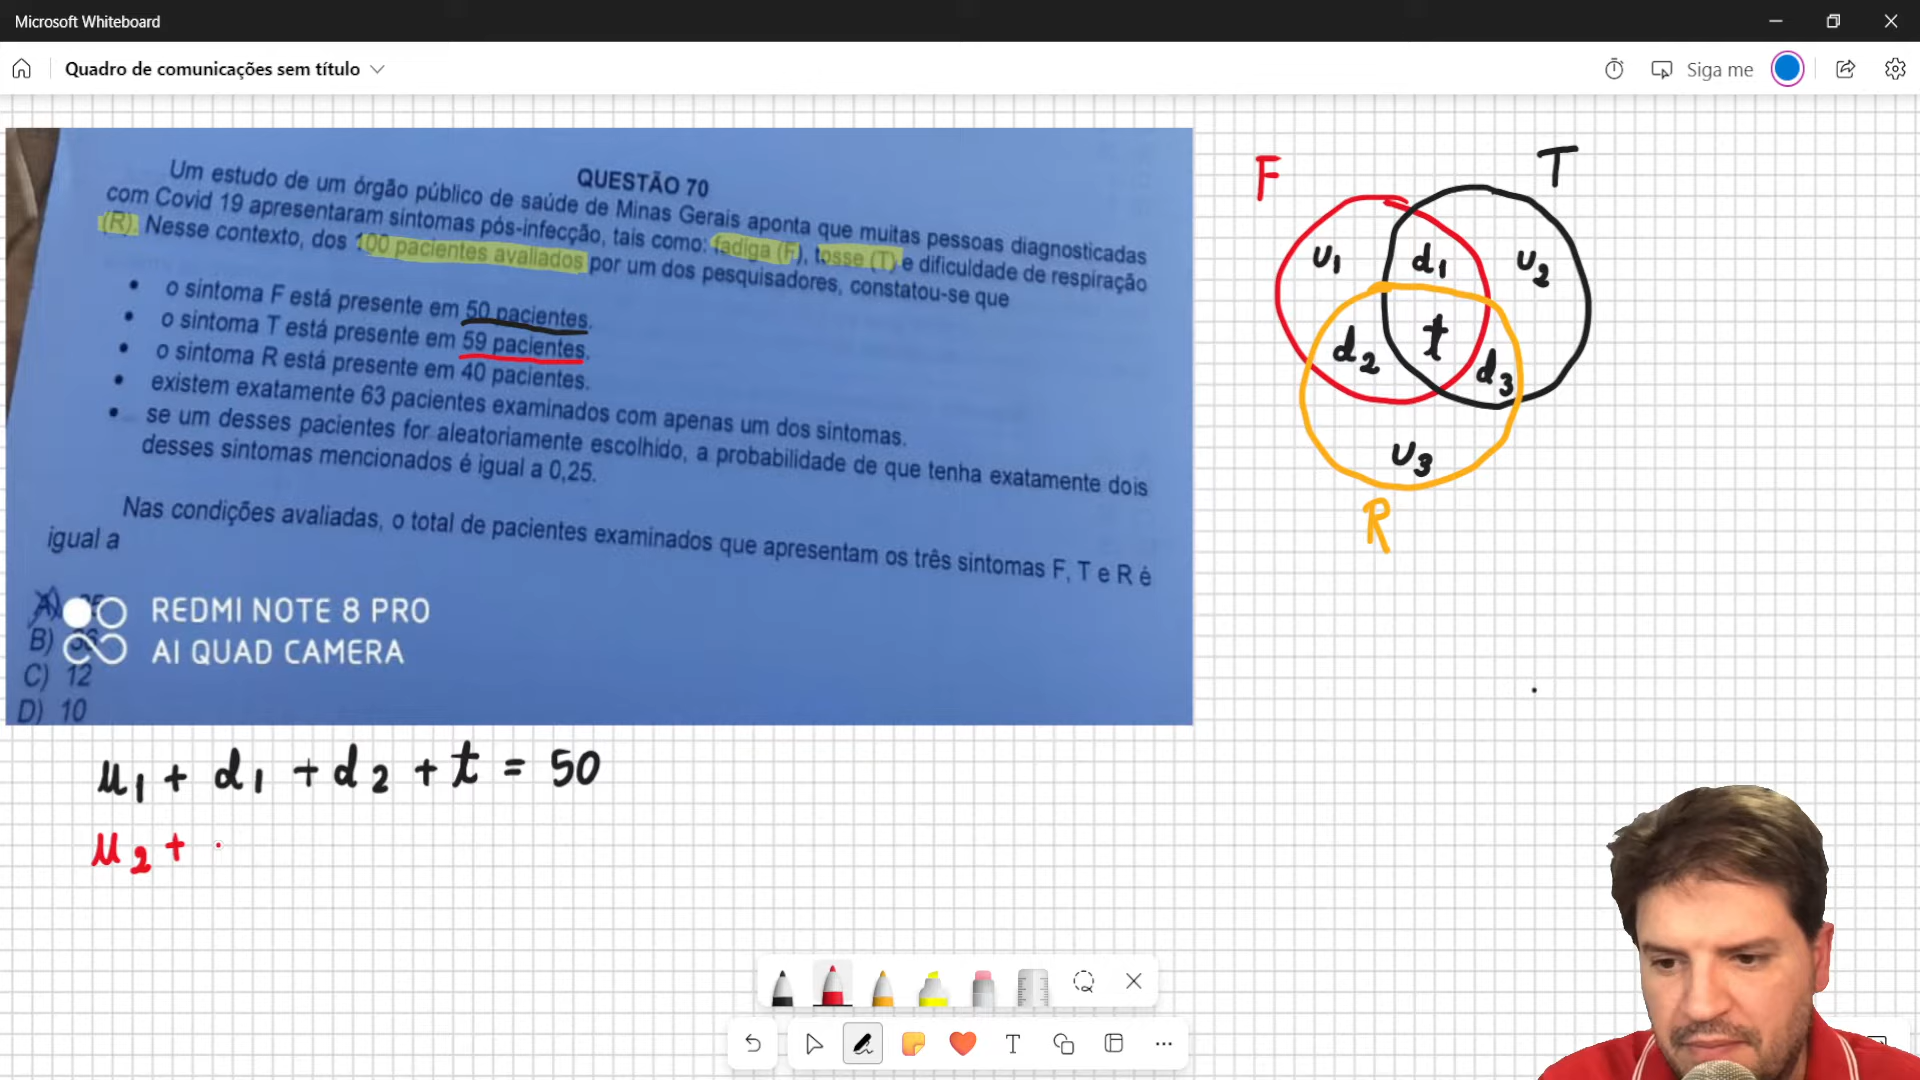 Microsoft Whiteboard
Quadro de comunicações sem título
Siga me
QUESTÃO 70
Um estudo de um órgão público de saúde de Minas Gerais aponta que muitas pessoas diagnosticadas
com Covid 19 apresentaram sintomas pós-infecção, tais como: fadiga (F), tosse (T) e dificuldade de respiração
(R). Nesse contexto, dos 100 pacientes avaliados por um dos pesquisadores, constatou-se que
• o sintoma F está presente em 50 pacientes.
• o sintoma T está presente em 59 pacientes.
• o sintoma R está presente em 40 pacientes.
• existem exatamente 63 pacientes examinados com apenas um dos sintomas.
• se um desses pacientes for aleatoriamente escolhido, a probabilidade de que tenha exatamente dois
desses sintomas mencionados é igual a 0,25.
Nas condições avaliadas, o total de pacientes examinados que apresentam os três sintomas F, T e R é
igual a
A)
REDMI NOTE 8 PRO
B)
AI QUAD CAMERA
C) 12
D) 10
F
T
U1
d1
U2
d2
t
d3
U3
R
u1 + d1 + d2 + t = 50
u2 +
T